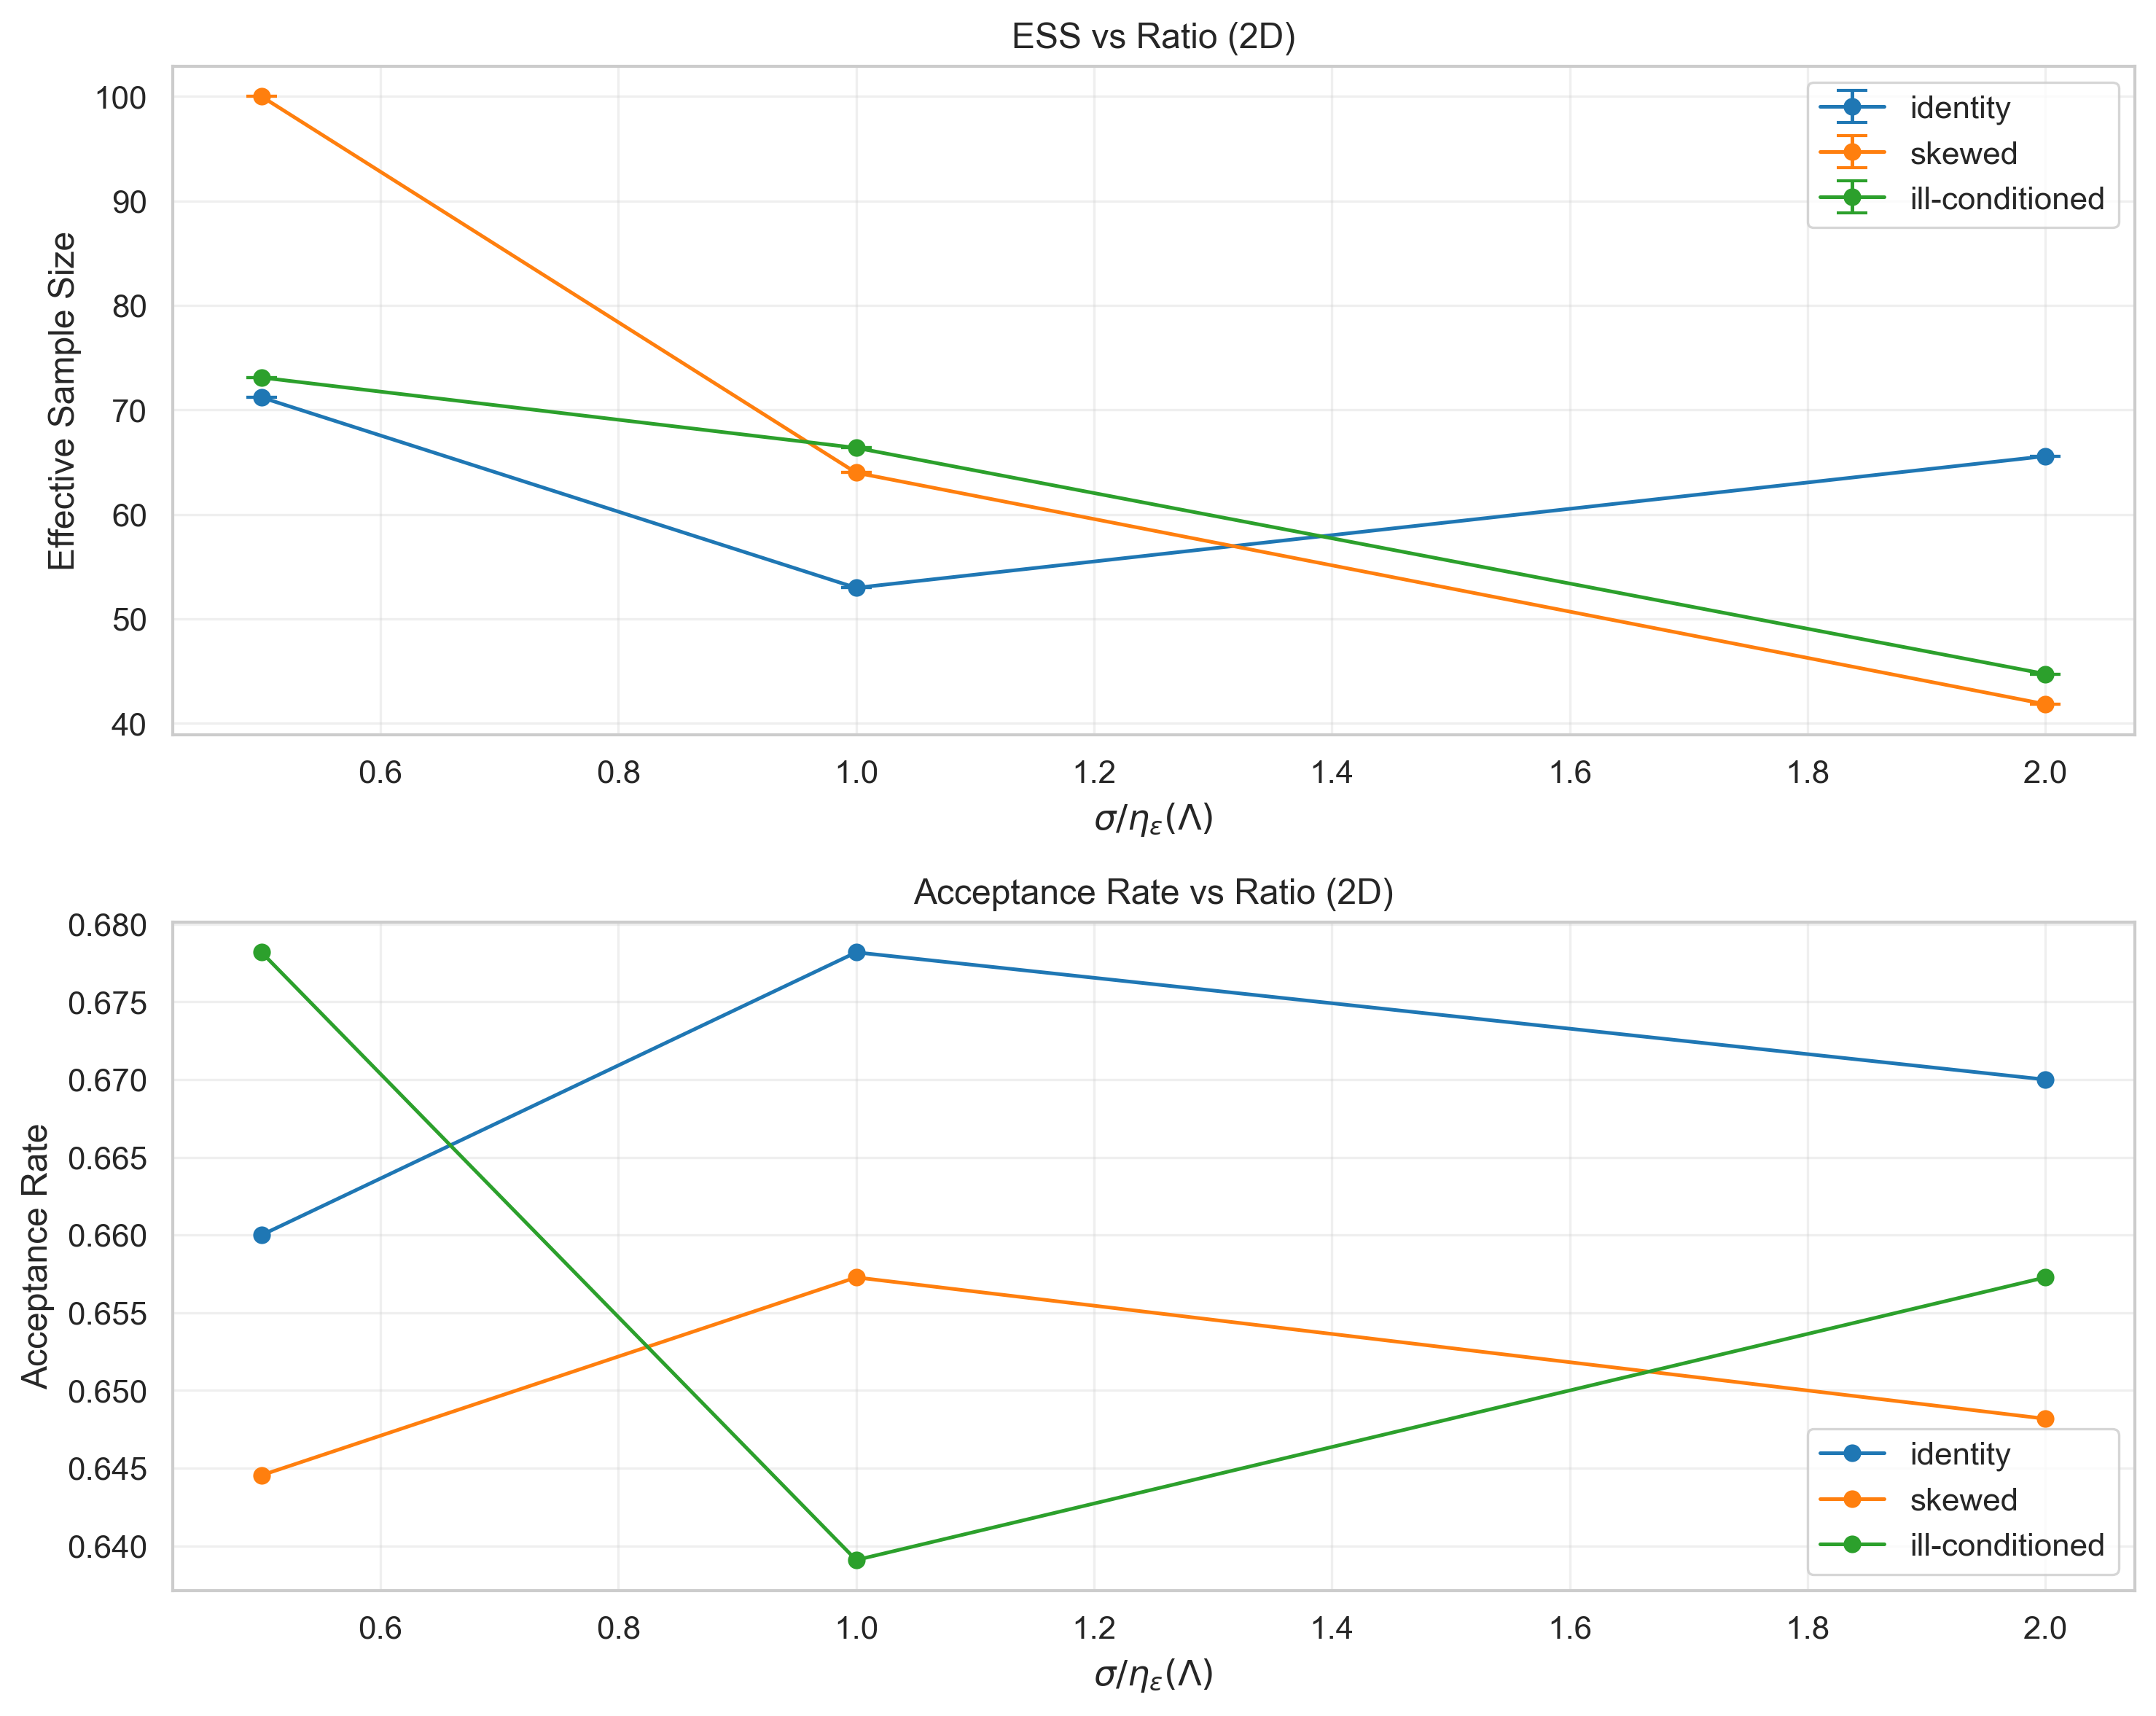 ESS vs Ratio (2D)
Effective Sample Size
100
90
80
70
60
50
40
identity
skewed
ill-conditioned
0.6 0.8 1.0 1.2 1.4 1.6 1.8 2.0
σ/ηε(Λ)
Acceptance Rate vs Ratio (2D)
Acceptance Rate
0.680
0.675
0.670
0.665
0.660
0.655
0.650
0.645
0.640
identity
skewed
ill-conditioned
0.6 0.8 1.0 1.2 1.4 1.6 1.8 2.0
σ/ηε(Λ)